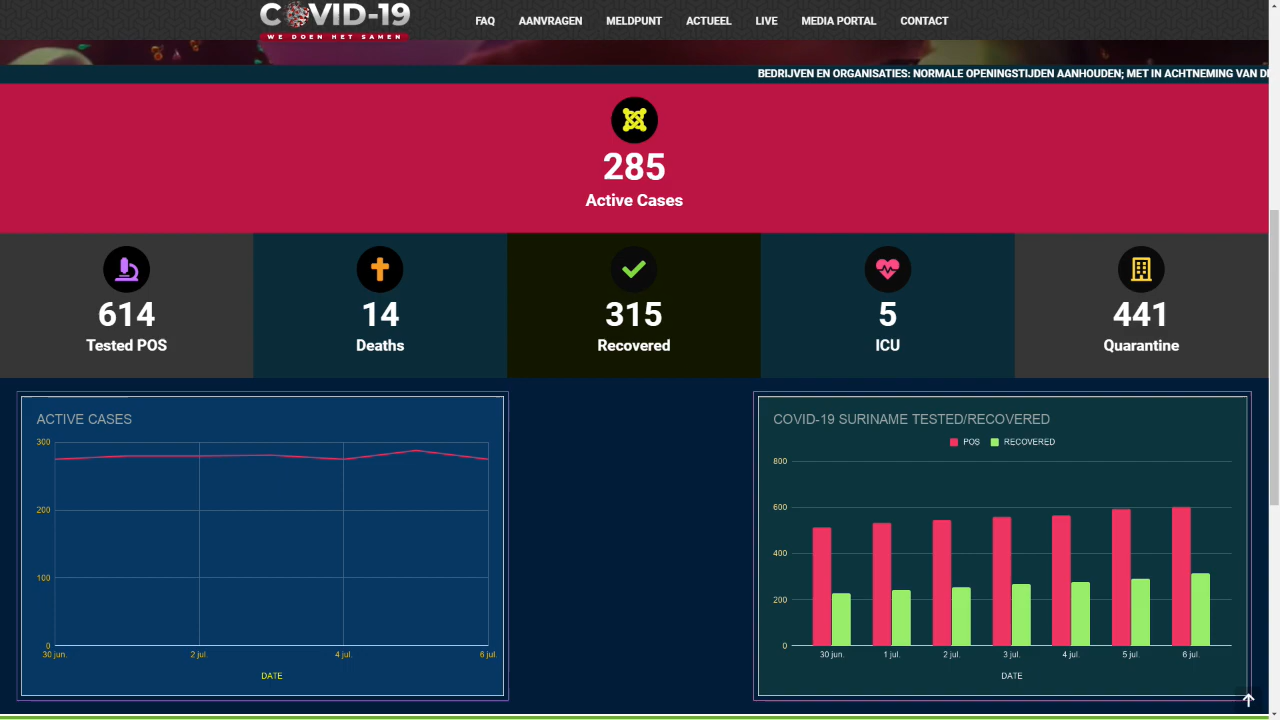 COVID-19
WE DOEN HET SAMEN
FAQ AANVRAGEN MELDPUNT ACTUEEL LIVE MEDIA PORTAL CONTACT
BEDRIJVEN EN ORGANISATIES: NORMALE OPENINGSTIJDEN AANHOUDEN; MET IN ACHTNEMING VAN
285
Active Cases
614
Tested POS
14
Deaths
315
Recovered
5
ICU
441
Quarantine
ACTIVE CASES
300
200
100
0
30 jun. 2 jul. 4 jul. 6 jul.
DATE
COVID-19 SURINAME TESTED/RECOVERED
POS RECOVERED
800
600
400
200
0
30 jun. 1 jul. 2 jul. 3 jul. 4 jul. 5 jul. 6 jul.
DATE